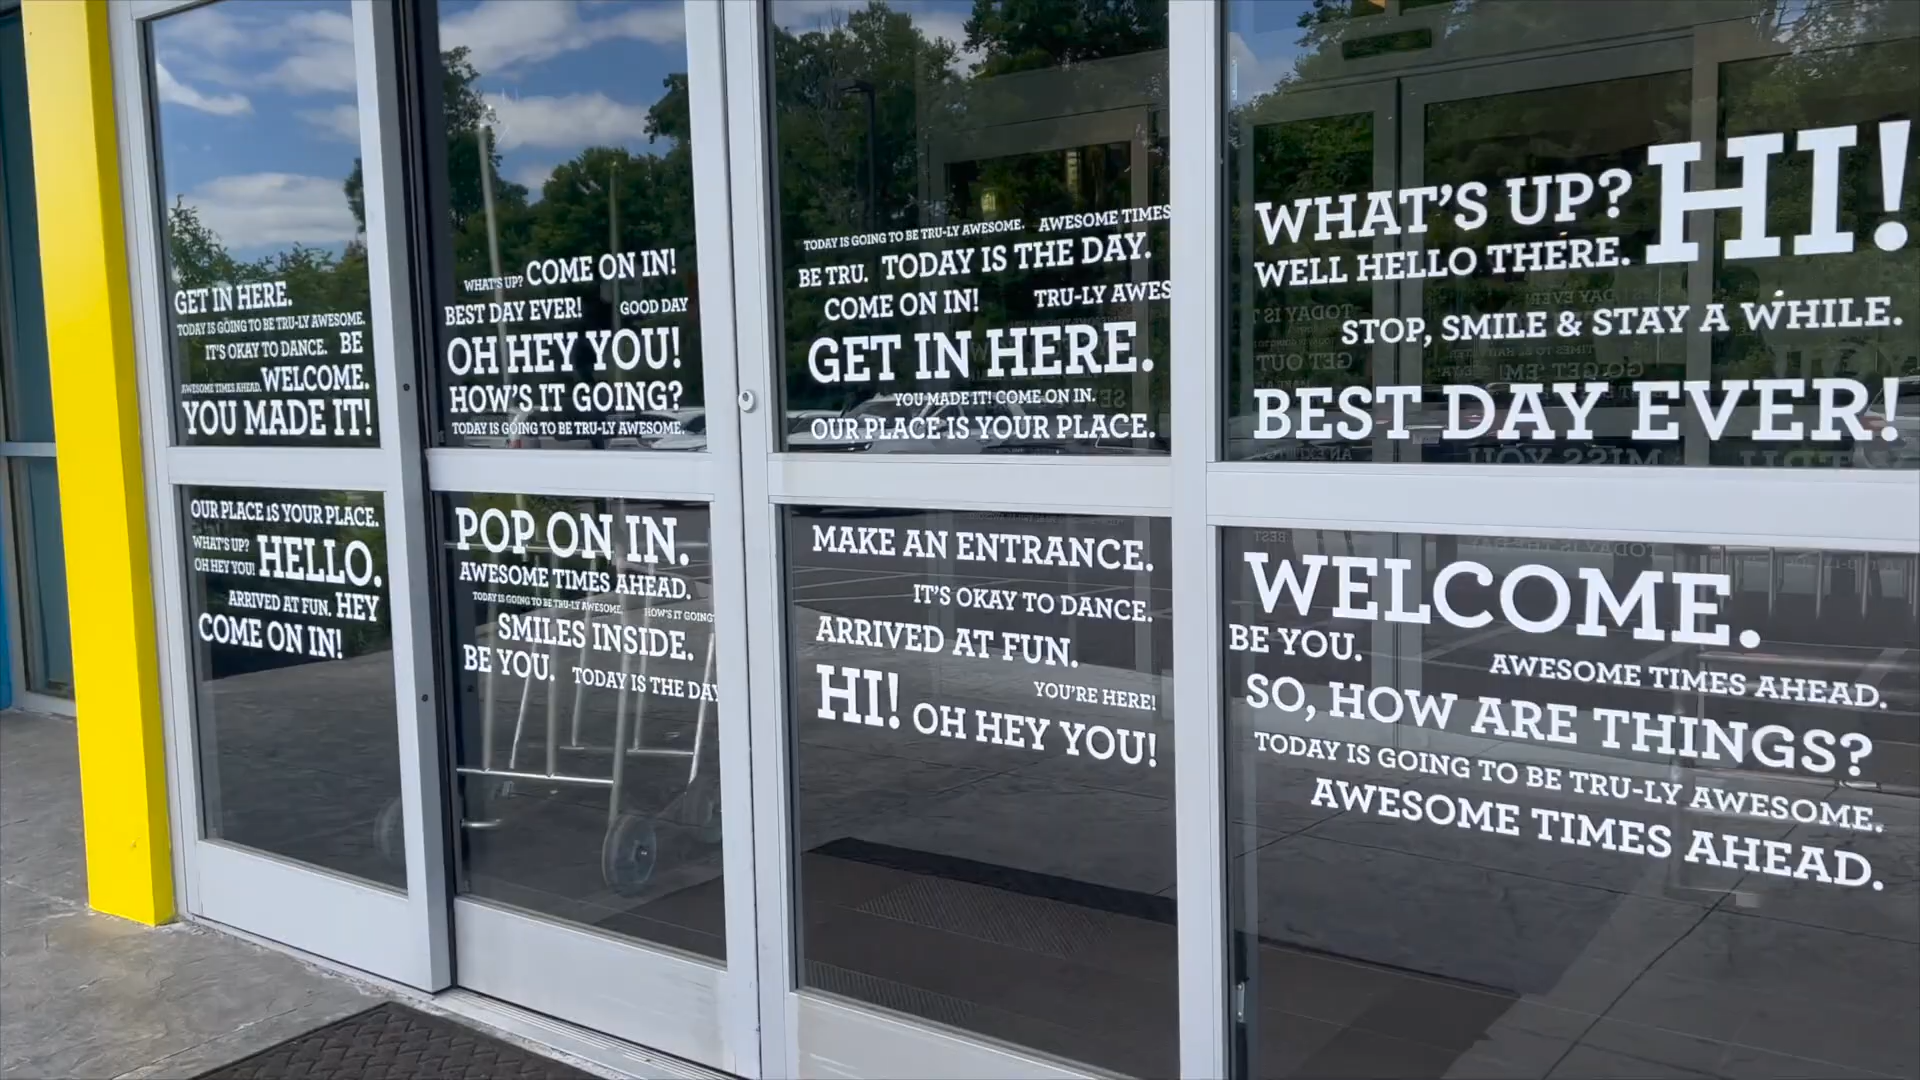 GET IN HERE.
TODAY IS GOING TO BE TRU-LY AWESOME.
IT'S OKAY TO DANCE. BE
AWESOME TIMES AHEAD. WELCOME.
YOU MADE IT!
OUR PLACE IS YOUR PLACE.
WHAT'S UP? HELLO.
OH HEY YOU!
ARRIVED AT FUN. HEY
COME ON IN!
WHAT'S UP? COME ON IN!
BEST DAY EVER! GOOD DAY
OH HEY YOU!
HOW'S IT GOING?
TODAY IS GOING TO BE TRU-LY AWESOME.
POP ON IN.
AWESOME TIMES AHEAD.
TODAY IS GOING TO BE TRU-LY AWESOME. HOW'S IT GOING
SMILES INSIDE.
BE YOU. TODAY IS THE DAY
TODAY IS GOING TO BE TRU-LY AWESOME. AWESOME TIMES
BE TRU. TODAY IS THE DAY.
COME ON IN! TRU-LY AWES
GET IN HERE.
YOU MADE IT! COME ON IN.
OUR PLACE IS YOUR PLACE.
MAKE AN ENTRANCE.
IT'S OKAY TO DANCE.
ARRIVED AT FUN.
YOU'RE HERE!
HI! OH HEY YOU!
WHAT'S UP? HI!
WELL HELLO THERE.
STOP, SMILE & STAY A WHILE.
BEST DAY EVER!
WELCOME.
BE YOU.
AWESOME TIMES AHEAD.
SO, HOW ARE THINGS?
TODAY IS GOING TO BE TRU-LY AWESOME.
AWESOME TIMES AHEAD.